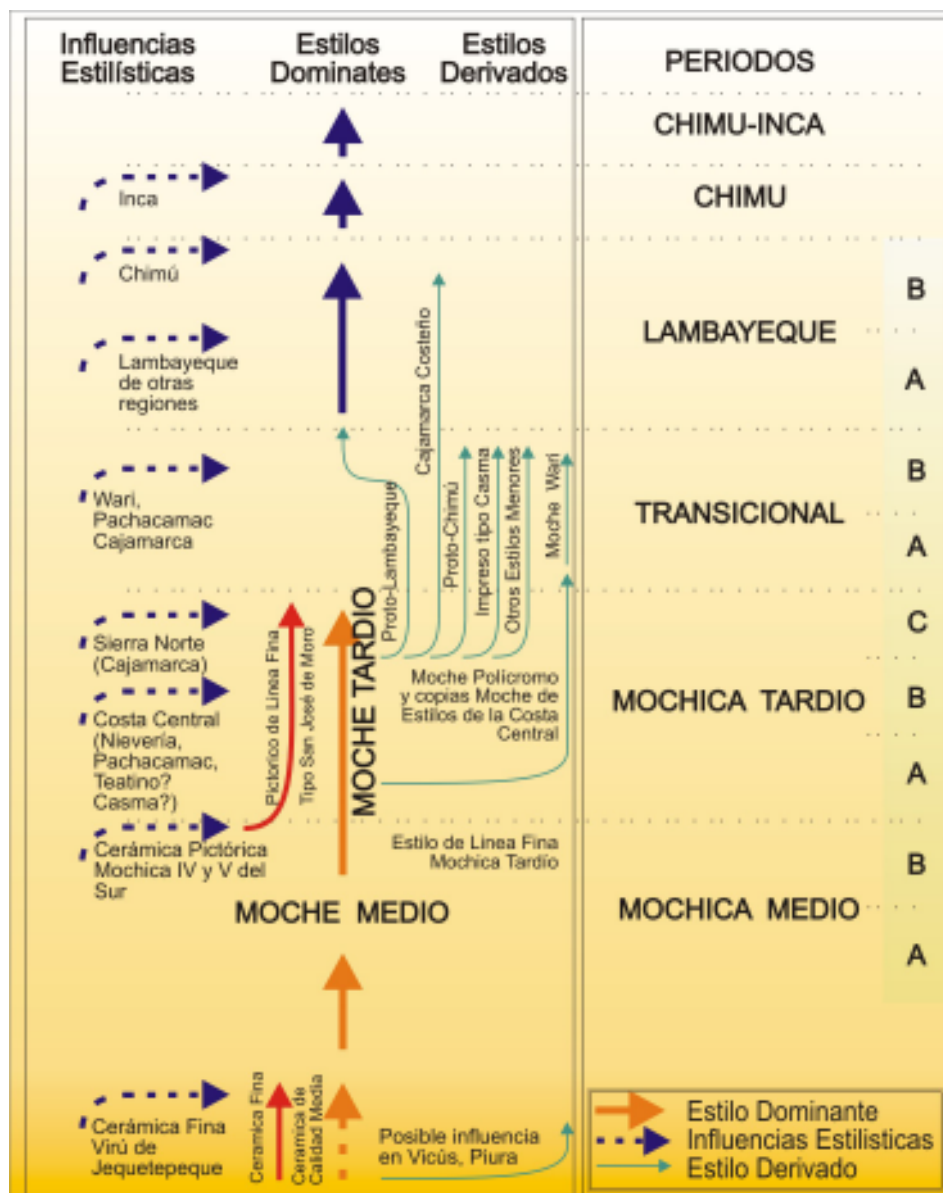 Influencias
Estilísticas
Estilos
Dominates
Estilos
Derivados
PERIODOS
CHIMU-INCA
Inca
CHIMU
Chimú
Lambayeque
de otras
regiones
Cajamarca Costeño
LAMBAYEQUE
B
A
Wari,
Pachacamac
Cajamarca
Proto-Lambayeque
Proto-Chimú
Impreso tipo Casma
Otros Estilos Menores
Moche Wari
TRANSICIONAL
B
A
Sierra Norte
(Cajamarca)
Costa Central
(Nievería,
Pachacamac,
Teatino?
Casma?)
Pictorico de Linea Fina
Tipo San José de Moro
MOCHE TARDIO
Moche Polícromo
y copias Moche de
Estilos de la Costa
Central
MOCHICA TARDIO
C
B
A
Cerámica Pictórica
Mochica IV y V del
Sur
Estilo de Linea Fina
Mochica Tardío
MOCHE MEDIO
MOCHICA MEDIO
B
A
Cerámica Fina
Virú de
Jequetepeque
Ceramica Fina
Ceramica de
Calidad Media
Posible influencia
en Vicús, Piura
Estilo Dominante
Influencias Estilisticas
Estilo Derivado